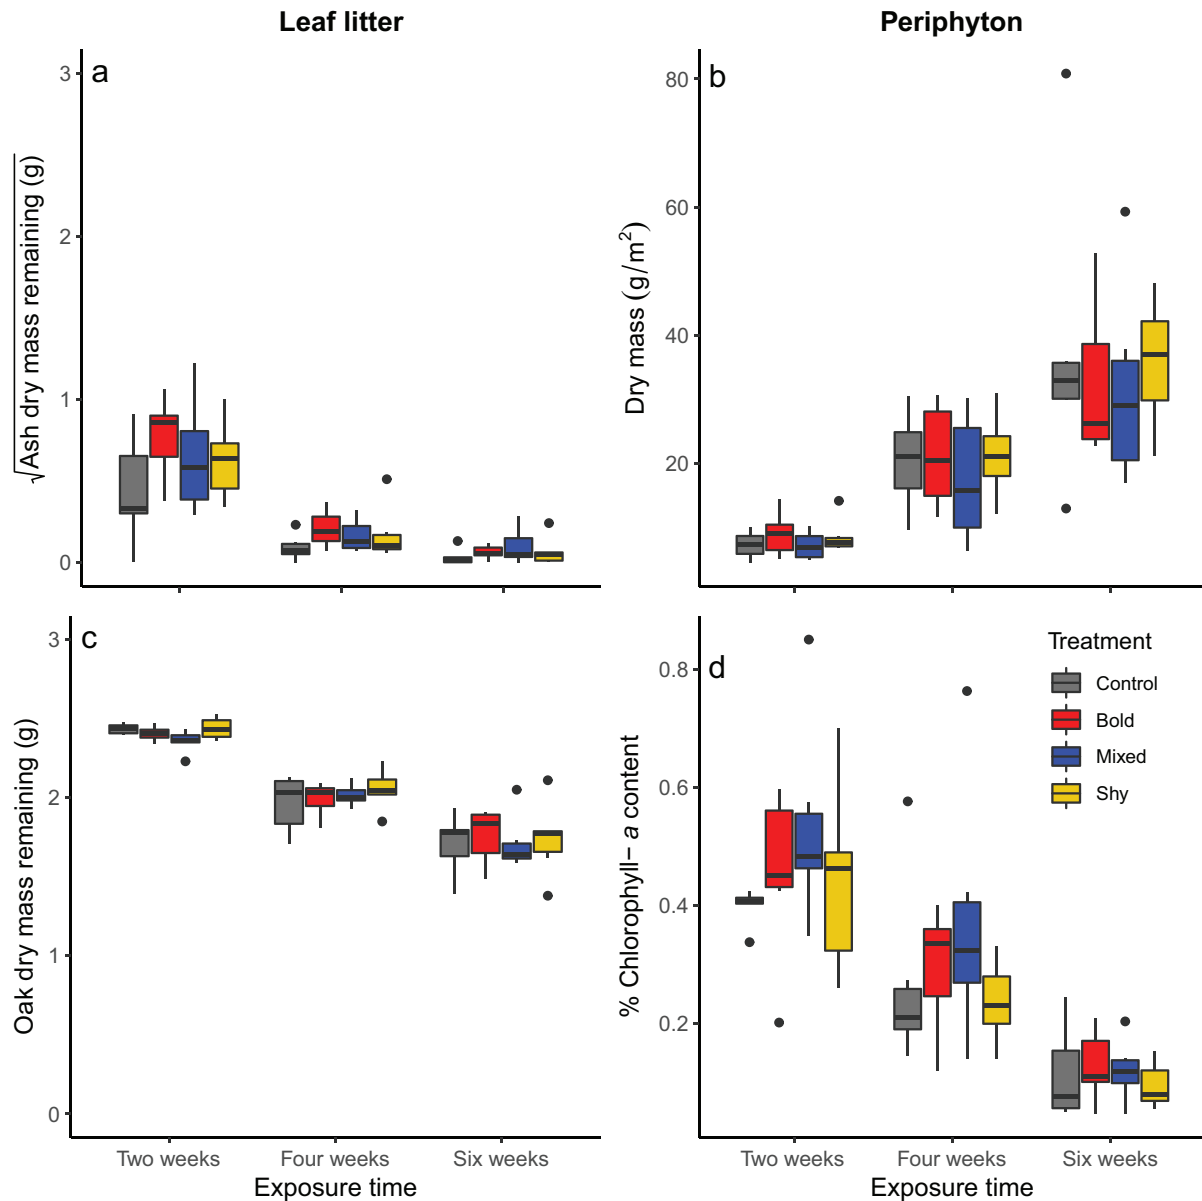 Leaf litter
Periphyton
a
3
2
1
0
√Ash dry mass remaining (g)
b
80
60
40
20
Dry mass (g/m²)
c
3
2
1
0
Oak dry mass remaining (g)
Two weeks Four weeks Six weeks
Exposure time
d
0.8
0.6
0.4
0.2
% Chlorophyll− a content
Treatment
Control
Bold
Mixed
Shy
Two weeks Four weeks Six weeks
Exposure time